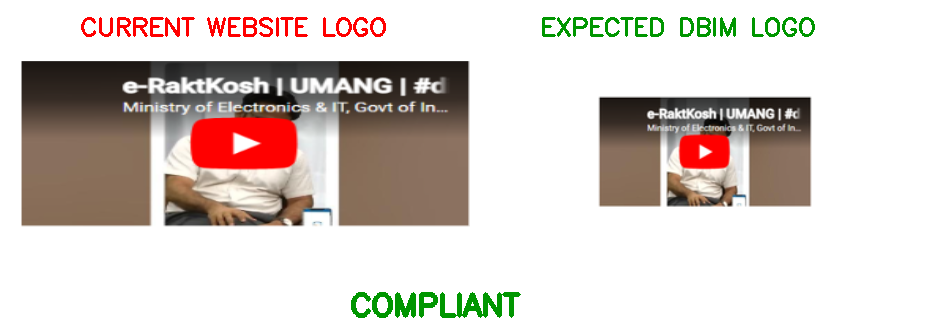 CURRENT WEBSITE LOGO
EXPECTED DBIM LOGO
e-RaktKosh | UMANG | #d
Ministry of Electronics & IT, Govt of In...
e-RaktKosh | UMANG | #d
Ministry of Electronics & IT, Govt of In...
COMPLIANT